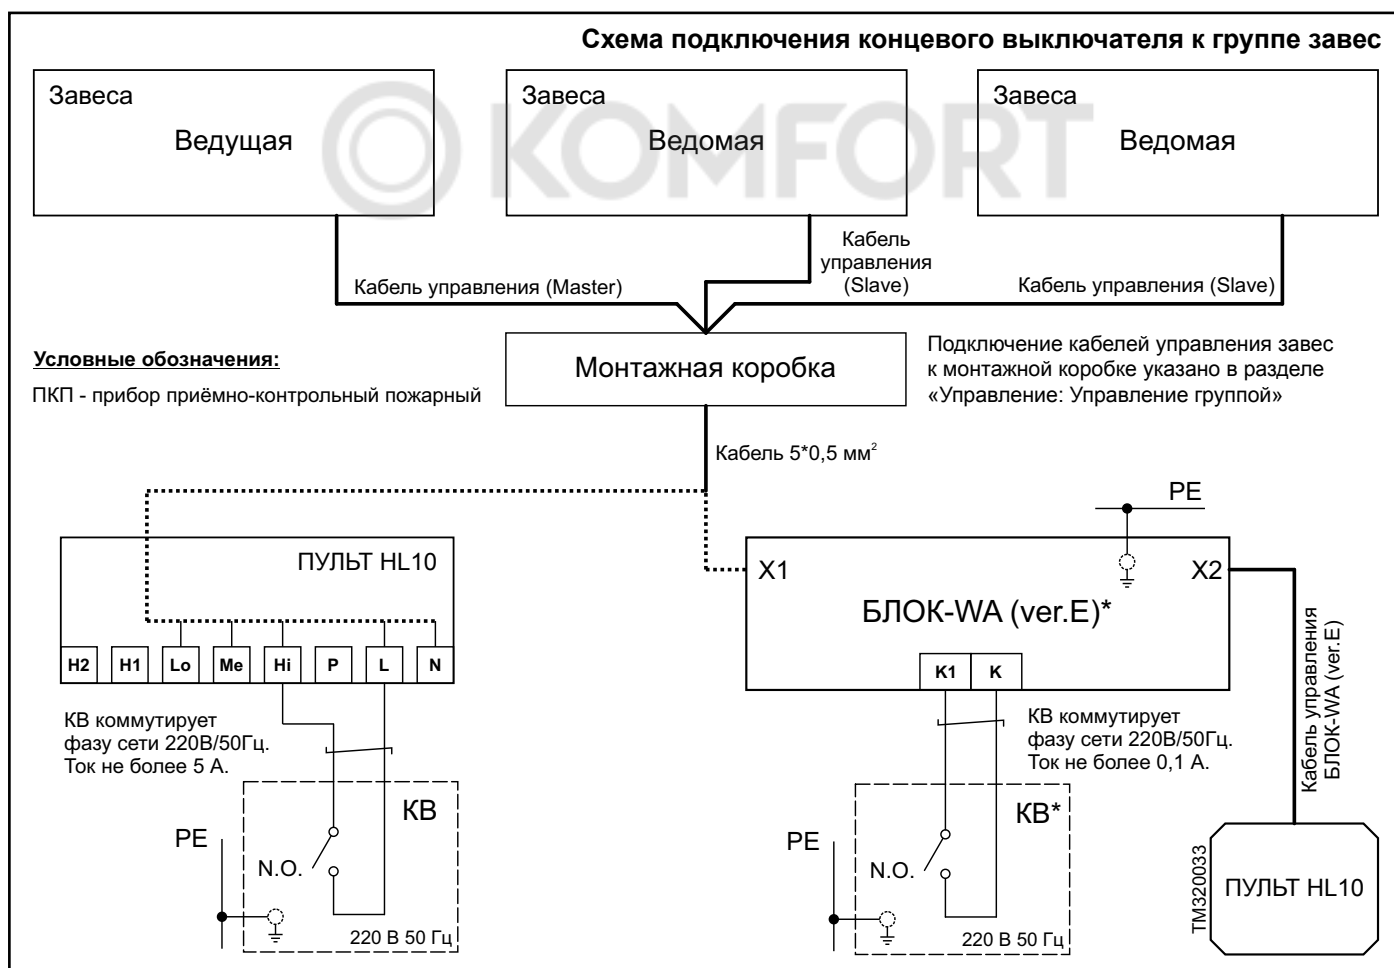 Схема подключения концевого выключателя к группе завес
KOMFORT
Завеса
Ведущая
Завеса
Ведомая
Завеса
Ведомая
Кабель управления (Master)
Кабель
управления
(Slave)
Кабель управления (Slave)
Условные обозначения:
ПКП - прибор приёмно-контрольный пожарный
Монтажная коробка
Подключение кабелей управления завес
к монтажной коробке указано в разделе
«Управление: Управление группой»
Кабель 5*0,5 мм²
ПУЛЬТ HL10
H2 H1 Lo Me Hi P L N
КВ коммутирует
фазу сети 220В/50Гц.
Ток не более 5 А.
КВ
PE
N.O.
220 В 50 Гц
PE
X1
X2
БЛОК-WA (ver.E)*
K1 K
КВ коммутирует
фазу сети 220В/50Гц.
Ток не более 0,1 А.
КВ*
PE
N.O.
220 В 50 Гц
Кабель управления
БЛОК-WA (ver.E)
TM320033
ПУЛЬТ HL10